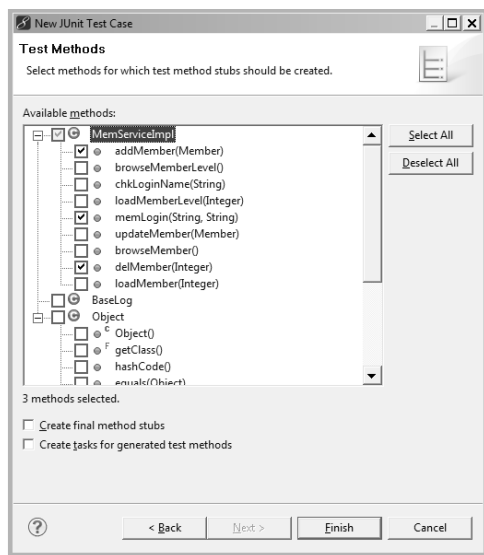 New JUnit Test Case
Test Methods
Select methods for which test method stubs should be created.
Available methods:
MemServiceImpl
addMember(Member)
browseMemberLevel()
chkLoginName(String)
loadMemberLevel(Integer)
memLogin(String, String)
updateMember(Member)
browseMember()
delMember(Integer)
loadMember(Integer)
BaseLog
Object
C Object()
F getClass()
hashCode()
equals(Object)
Select All
Deselect All
3 methods selected.
Create final method stubs
Create tasks for generated test methods
< Back
Next >
Finish
Cancel